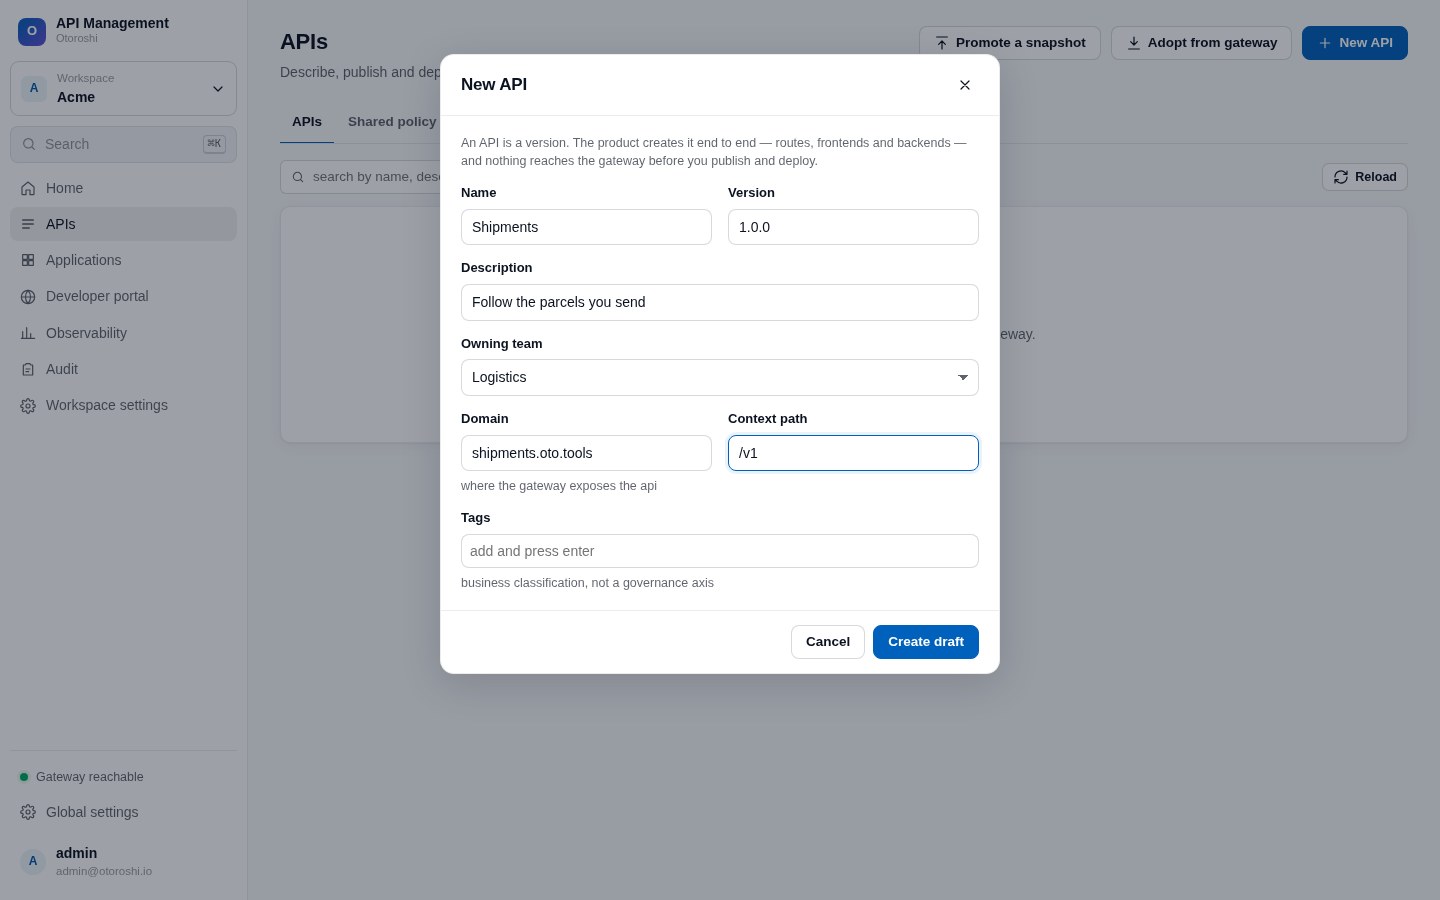 API Management
Otoroshi
Workspace
Acme
Search
⌘K
Home
APIs
Applications
Developer portal
Observability
Audit
Workspace settings
Gateway reachable
Global settings
admin
admin@otoroshi.io
APIs
Promote a snapshot
Adopt from gateway
New API
Describe, publish and dep
APIs
Shared policy
search by name, desc
Reload
eway.
New API
An API is a version. The product creates it end to end — routes, frontends and backends —
and nothing reaches the gateway before you publish and deploy.
Name
Version
Shipments
1.0.0
Description
Follow the parcels you send
Owning team
Logistics
Domain
Context path
shipments.oto.tools
/v1
where the gateway exposes the api
Tags
add and press enter
business classification, not a governance axis
Cancel
Create draft